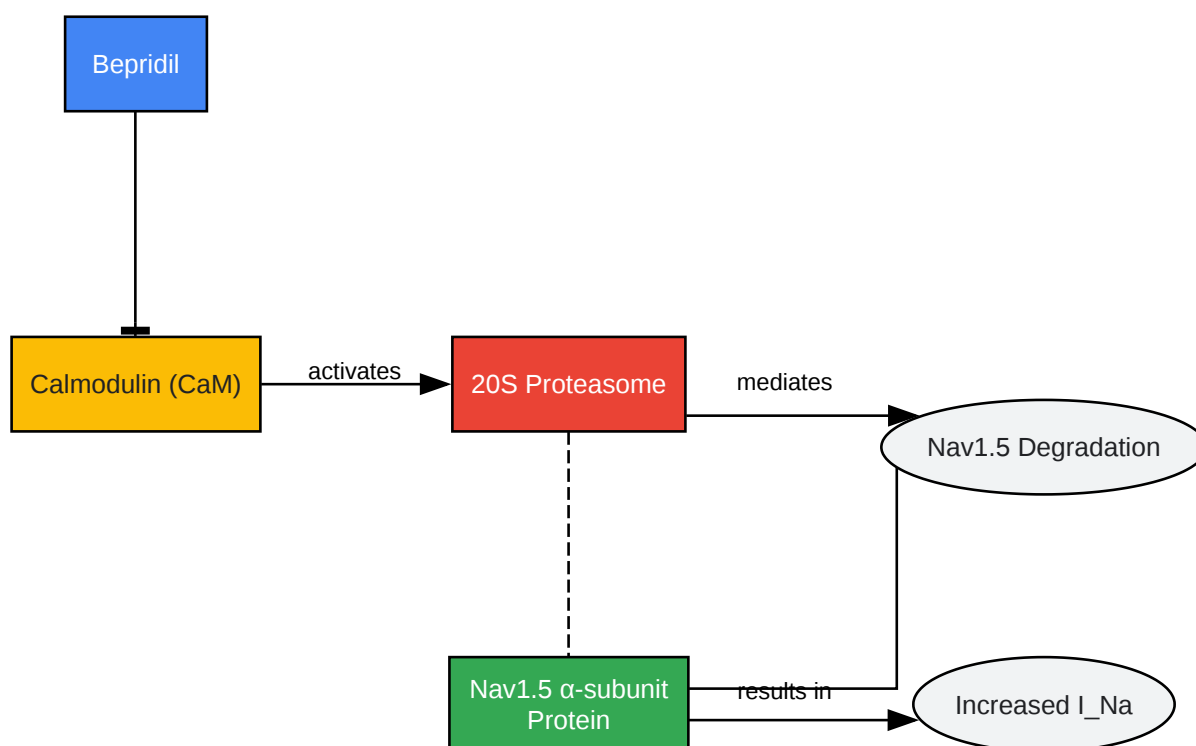 Bepridil
Calmodulin (CaM)
activates
20S Proteasome
mediates
Nav1.5 Degradation
Nav1.5 α-subunit
Protein
results in
Increased I_Na